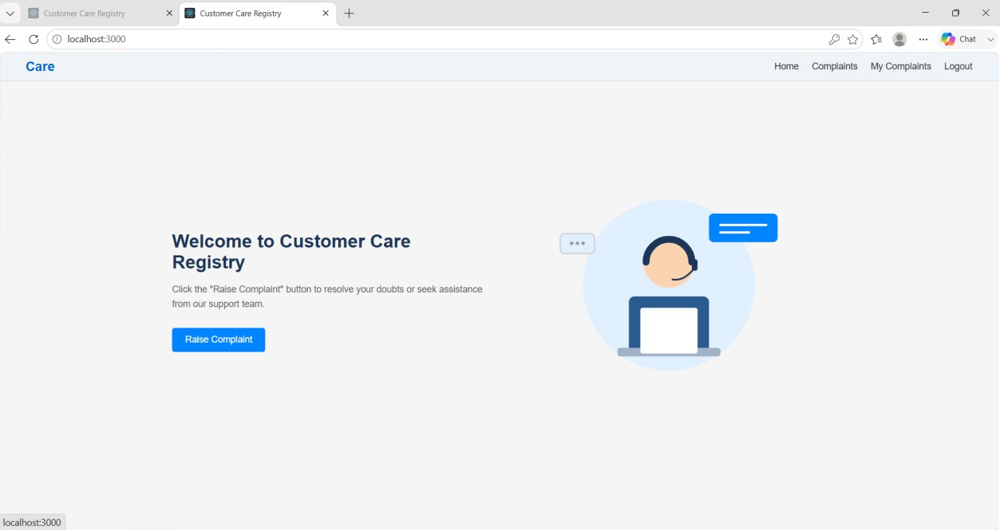 Customer Care Registry
Customer Care Registry
localhost:3000
Chat
Care
Home
Complaints
My Complaints
Logout
Welcome to Customer Care
Registry
Click the "Raise Complaint" button to resolve your doubts or seek assistance
from our support team.
Raise Complaint
localhost:3000